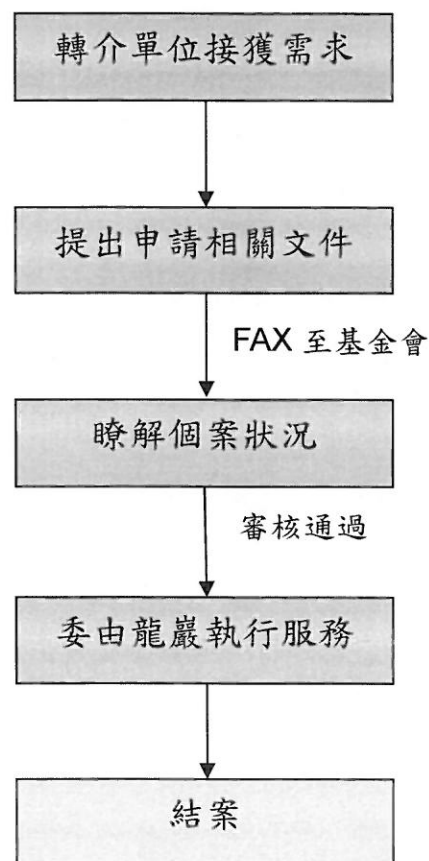 轉介單位接獲需求
提出申請相關文件
FAX 至基金會
瞭解個案狀況
審核通過
委由龍巖執行服務
結案